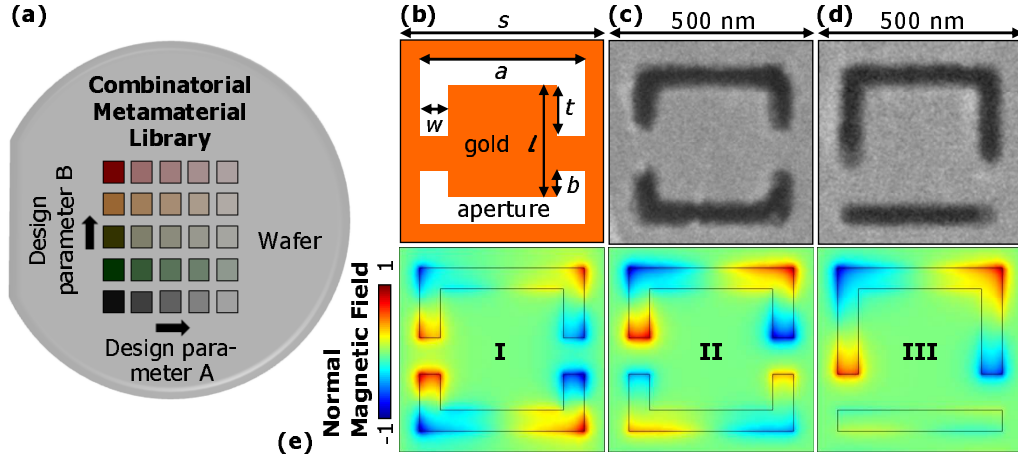 (a)
Combinatorial
Metamaterial
Library
Design
parameter B
Wafer
Design para-
meter A
(b)
s
a
w
t
gold
l
b
aperture
(c)
500 nm
(d)
500 nm
(e)
Normal
Magnetic Field
-1
1
I
II
III